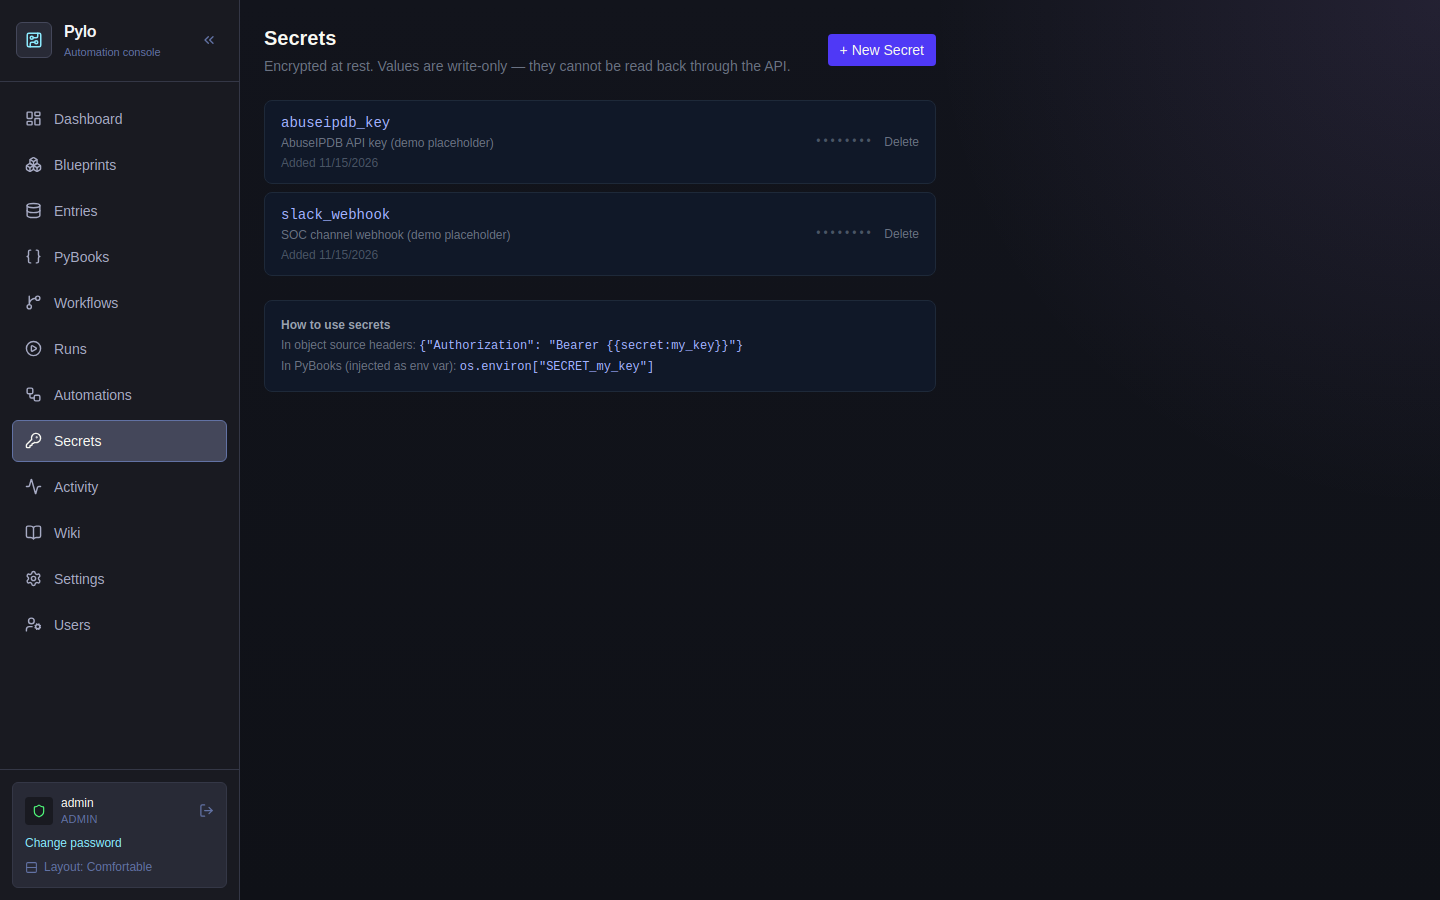 Pylo
Automation console
Dashboard
Blueprints
Entries
PyBooks
Workflows
Runs
Automations
Secrets
Activity
Wiki
Settings
Users
admin
ADMIN
Change password
Layout: Comfortable
Secrets
Encrypted at rest. Values are write-only — they cannot be read back through the API.
+ New Secret
abuseipdb_key
AbuseIPDB API key (demo placeholder)
Added 11/15/2026
•••••••• Delete
slack_webhook
SOC channel webhook (demo placeholder)
Added 11/15/2026
•••••••• Delete
How to use secrets
In object source headers: {"Authorization": "Bearer {{secret:my_key}}"}
In PyBooks (injected as env var): os.environ["SECRET_my_key"]